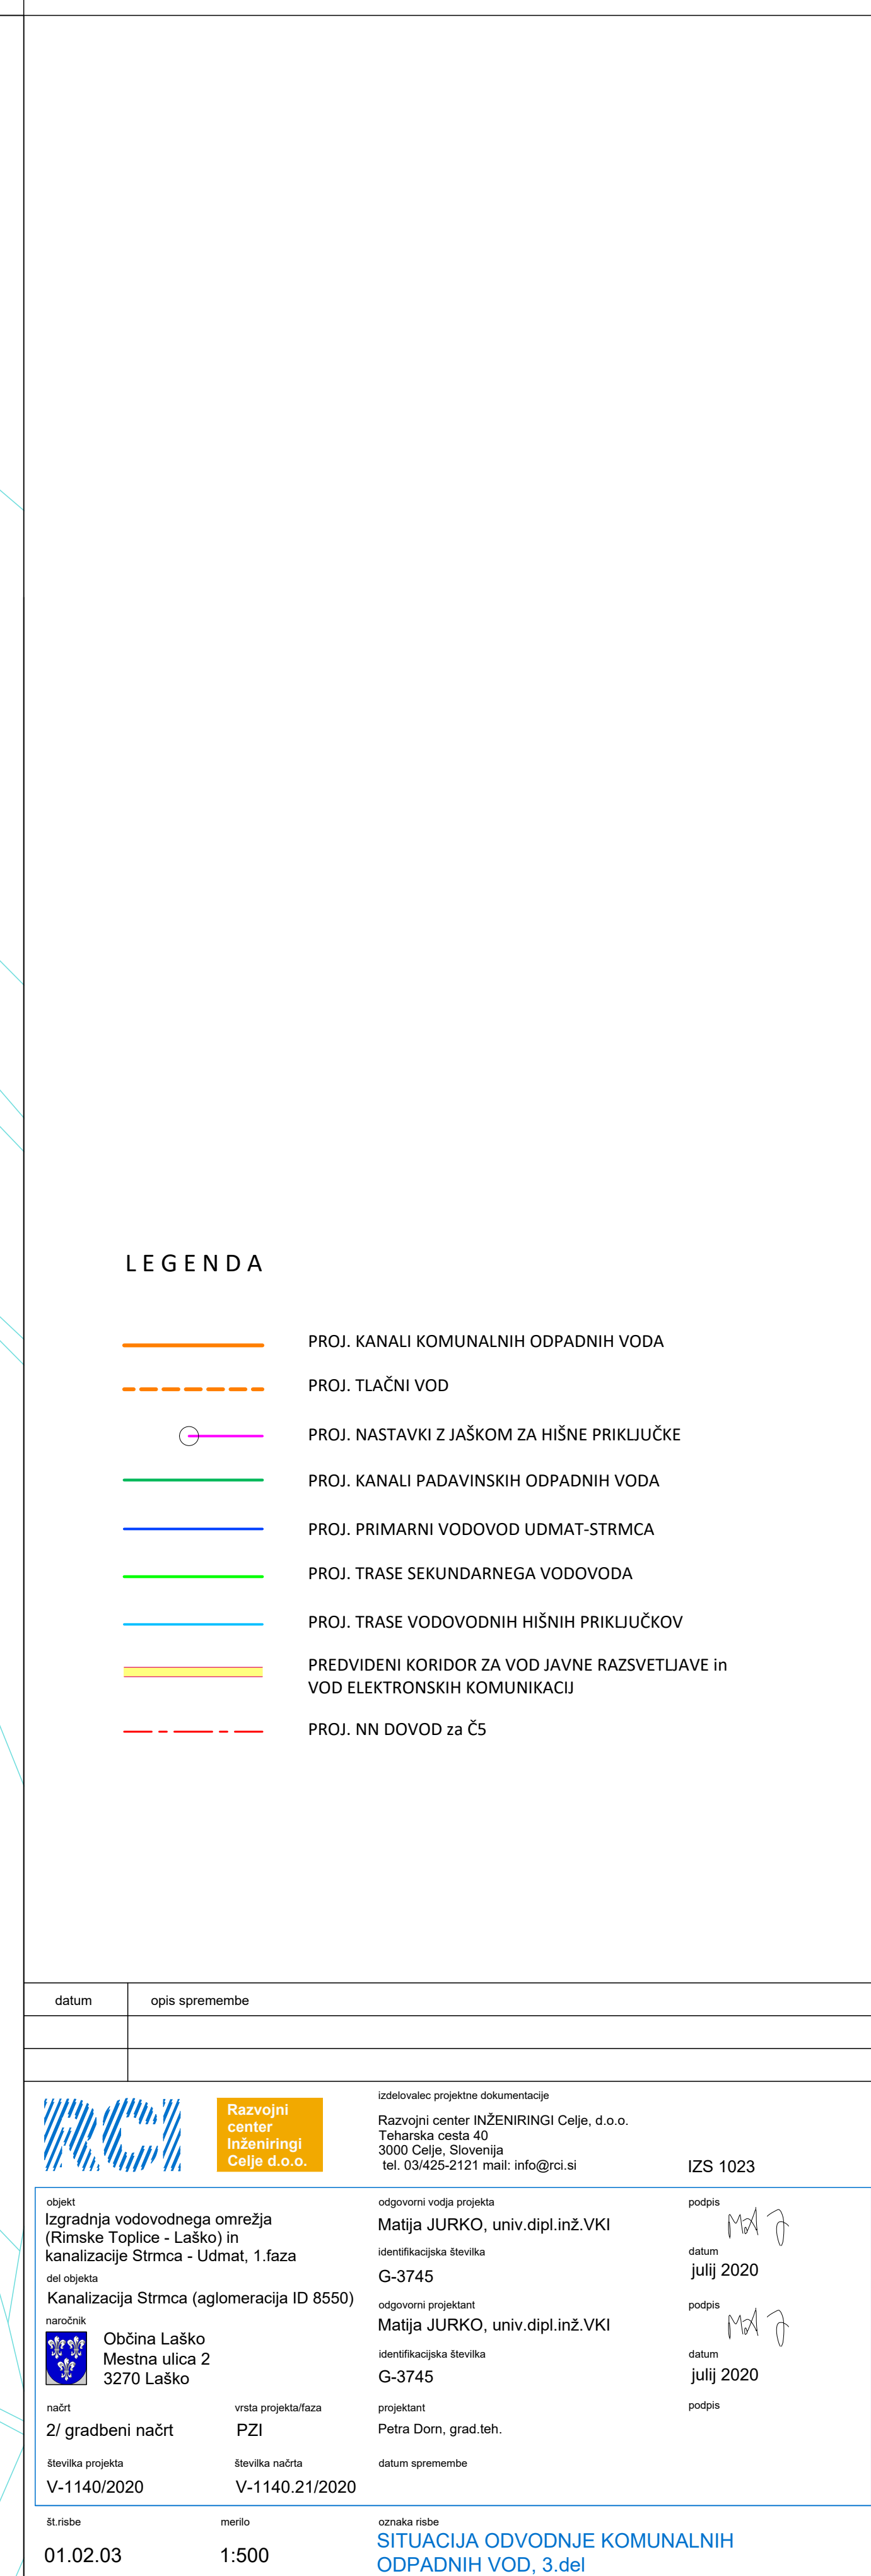 L E G E N D A
PROJ. KANALI KOMUNALNIH ODPADNIH VODA
PROJ. TLAČNI VOD
PROJ. NASTAVKI Z JAŠKOM ZA HIŠNE PRIKLJUČKE
PROJ. KANALI PADAVINSKIH ODPADNIH VODA
PROJ. PRIMARNI VODOVOD UDMAT-STRMCA
PROJ. TRASE SEKUNDARNEGA VODOVODA
PROJ. TRASE VODOVODNIH HIŠNIH PRIKLJUČKOV
PREDVIDENI KORIDOR ZA VOD JAVNE RAZSVETLJAVE in
VOD ELEKTRONSKIH KOMUNIKACIJ
PROJ. NN DOVOD za Č5
datum
opis spremembe
RCI
Razvojni
center
Inženiringi
Celje d.o.o.
izdelovalec projektne dokumentacije
Razvojni center INŽENIRINGI Celje, d.o.o.
Teharska cesta 40
3000 Celje, Slovenija
tel. 03/425-2121 mail: info@rci.si
IZS 1023
objekt
Izgradnja vodovodnega omrežja
(Rimske Toplice - Laško) in
kanalizacije Strmca - Udmat, 1.faza
del objekta
Kanalizacija Strmca (aglomeracija ID 8550)
naročnik
Občina Laško
Mestna ulica 2
3270 Laško
odgovorni vodja projekta
Matija JURKO, univ.dipl.inž.VKI
identifikacijska številka
G-3745
podpis
datum
julij 2020
odgovorni projektant
Matija JURKO, univ.dipl.inž.VKI
identifikacijska številka
G-3745
podpis
datum
julij 2020
načrt
2/ gradbeni načrt
vrsta projekta/faza
PZI
projektant
Petra Dorn, grad.teh.
podpis
številka projekta
V-1140/2020
številka načrta
V-1140.21/2020
datum spremembe
št.risbe
01.02.03
merilo
1:500
oznaka risbe
SITUACIJA ODVODNJE KOMUNALNIH
ODPADNIH VOD, 3.del